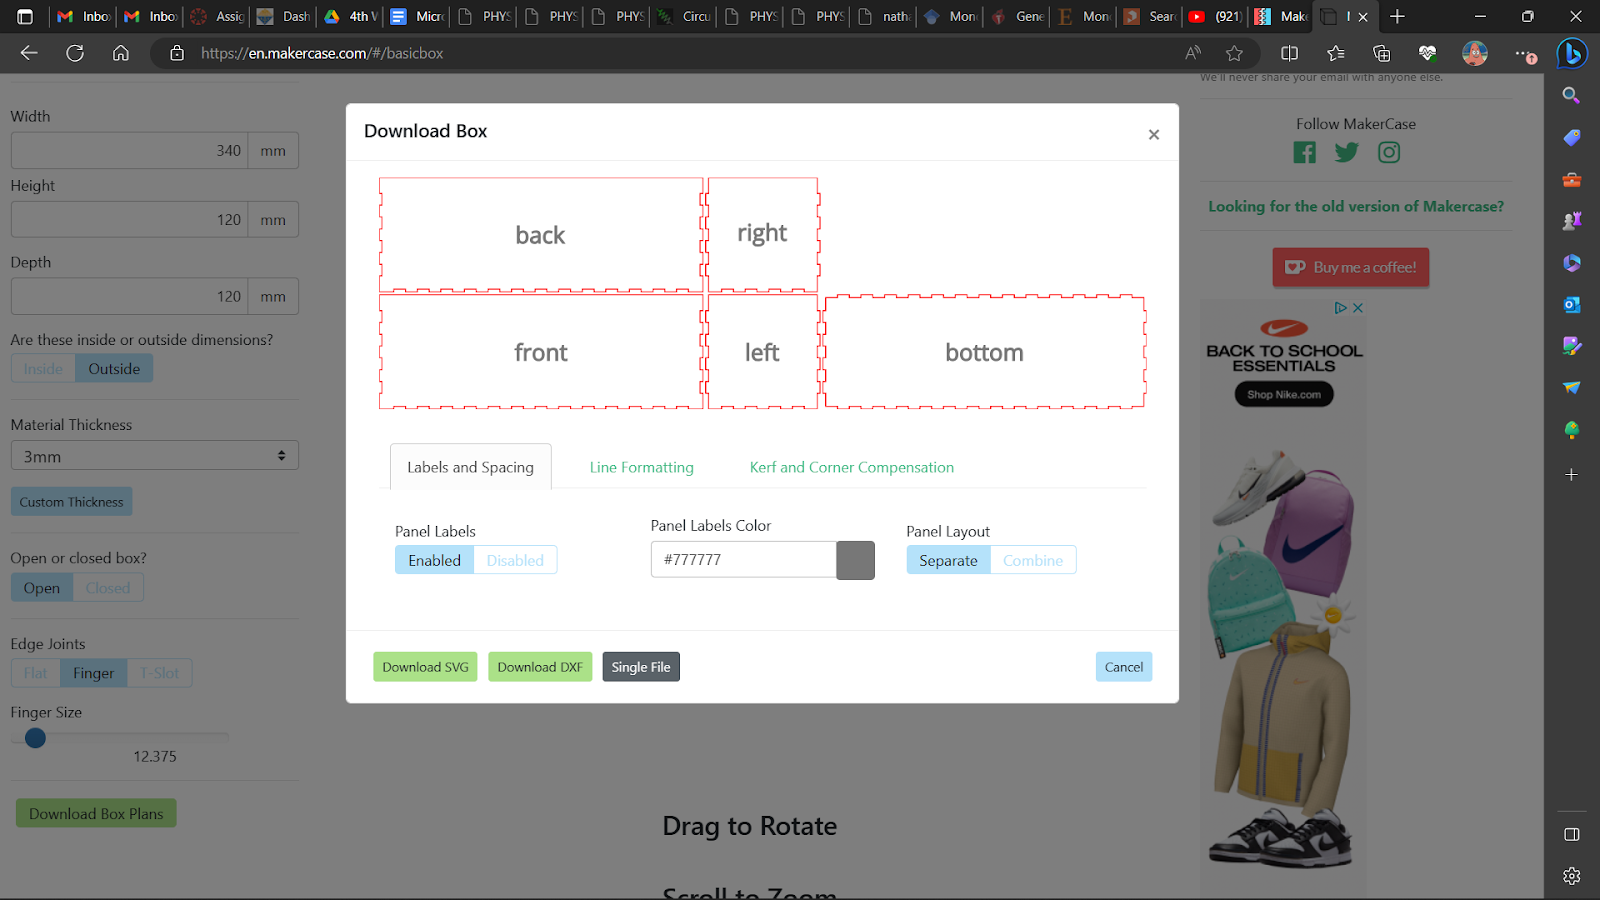 Inbo
Inbo
Assig
Dash
4th V
Micr
PHYS
PHYS
PHYS
Circu
PHYS
PHYS
nath
Mon
Gene
Mon
Sear
(921)
Make
https://en.makercase.com/#/basicbox
We'll never share your email with anyone else.
Width
340 mm
Height
120 mm
Depth
120 mm
Are these inside or outside dimensions?
Inside Outside
Material Thickness
3mm
Custom Thickness
Open or closed box?
Open Closed
Edge Joints
Flat Finger T-Slot
Finger Size
12.375
Download Box Plans
Download Box
×
back
right
front
left
bottom
Labels and Spacing
Line Formatting
Kerf and Corner Compensation
Panel Labels
Enabled Disabled
Panel Labels Color
#777777
Panel Layout
Separate Combine
Download SVG
Download DXF
Single File
Cancel
Drag to Rotate
Scroll to Zoom
Follow MakerCase
Looking for the old version of Makercase?
Buy me a coffee!
BACK TO SCHOOL
ESSENTIALS
Shop Nike.com